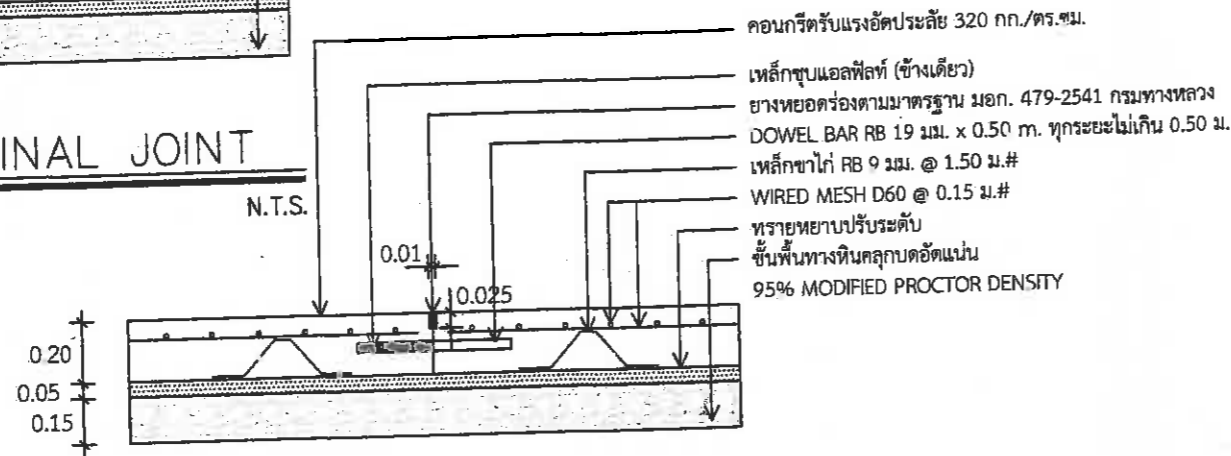 คอนกรีตรับแรงอัดประลัย 320 กก./ตร.ซม.
เหล็กชุบแอลฟัลท์ (ข้างเดียว)
ยางหยอดร่องตามมาตรฐาน มอก. 479-2541 กรมทางหลวง
DOWEL BAR RB 19 มม. x 0.50 m. ทุกระยะไม่เกิน 0.50 ม.
เหล็กขาไก่ RB 9 มม. @ 1.50 ม.#
WIRED MESH D60 @ 0.15 ม.#
ทรายหยาบปรับระดับ
ชั้นพื้นทางหินคลุกบดอัดแน่น
95% MODIFIED PROCTOR DENSITY
INAL JOINT
N.T.S.
0.01
0.025
0.20
0.05
0.15